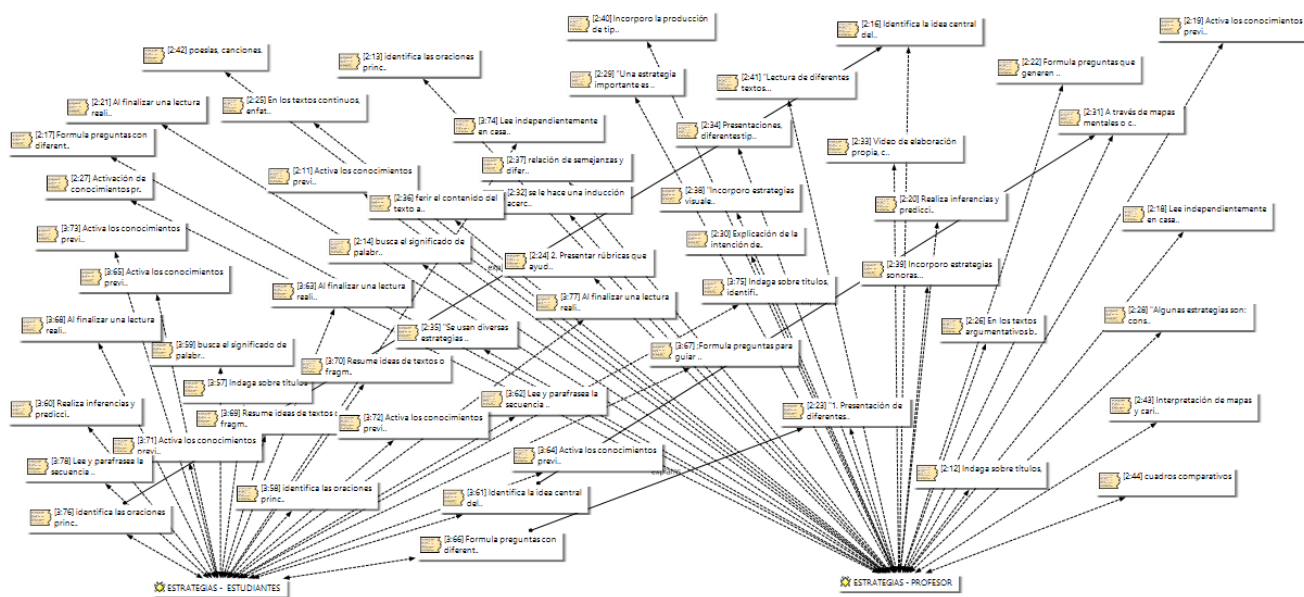 [2:40] Incorporo la producción
de tip..
[2:16] Identifica la idea central
del..
[2:19] Activa los conocimientos
previ..
[2:42] poesías, canciones.
[2:13] identifica las oraciones
princ..
[2:29] "Una estrategia
importante es ..
[2:41] "Lectura de diferentes
textos...
[2:22] Formula preguntas que
generen ..
[2:21] Al finalizar una lectura
reali..
[2:25] En los textos continuos,
enfat..
[2:31] A través de mapas
mentales o c..
[3:74] Lee independientemente
en casa..
[2:34] Presentaciones,
diferentes tip..
[2:17] Formula preguntas con
diferent..
[2:33] Video de elaboración
propia, c..
[2:37] relación de semejanzas y
difer..
[2:27] Activación de
conocimientos pr..
[2:11] Activa los conocimientos
previ..
[2:36] ferir el contenido del
texto a..
[2:32] se le hace una inducción
acerc..
[2:38] "Incorporo estrategias
visuale..
[2:20] Realiza inferencias y
predicci..
[2:18] Lee independientemente
en casa..
[3:73] Activa los conocimientos
previ..
[2:14] busca el significado de
palabr..
[2:30] Explicación de la
intención de..
[2:24] 2. Presentar rúbricas que
ayud..
[2:39] Incorporo estrategias
sonoras...
[3:65] Activa los conocimientos
previ..
[3:63] Al finalizar una lectura
reali..
[3:77] Al finalizar una lectura
reali..
[3:75] Indaga sobre títulos,
identifi..
[2:28] "Algunas estrategias son:
cons..
[3:68] Al finalizar una lectura
reali..
[2:35] "Se usan diversas
estrategias ..
[2:26] En los textos
argumentativos b..
[3:59] busca el significado de
palabr..
[3:70] Resume ideas de textos o
fragm..
[3:67] ;Formula preguntas para
guiar ..
[3:57] Indaga sobre títulos
[3:62] Lee y parafrasea la
secuencia ..
[3:60] Realiza inferencias y
predicci..
[3:69] Resume ideas de textos o
fragm..
[3:72] Activa los conocimientos
previ..
[2:23] "1. Presentación de
diferentes..
[2:43] Interpretación de mapas
y cari..
[3:71] Activa los conocimientos
previ..
[3:64] Activa los conocimientos
previ..
[3:78] Lee y parafrasea la
secuencia ..
[2:12] Indaga sobre títulos,
[2:44] cuadros comparativos
[3:58] identifica las oraciones
princ..
[3:61] Identifica la idea central
del..
[3:76] identifica las oraciones
princ..
[3:66] Formula preguntas con
diferent..
ESTRATEGIAS - ESTUDIANTES
ESTRATEGIAS - PROFESOR